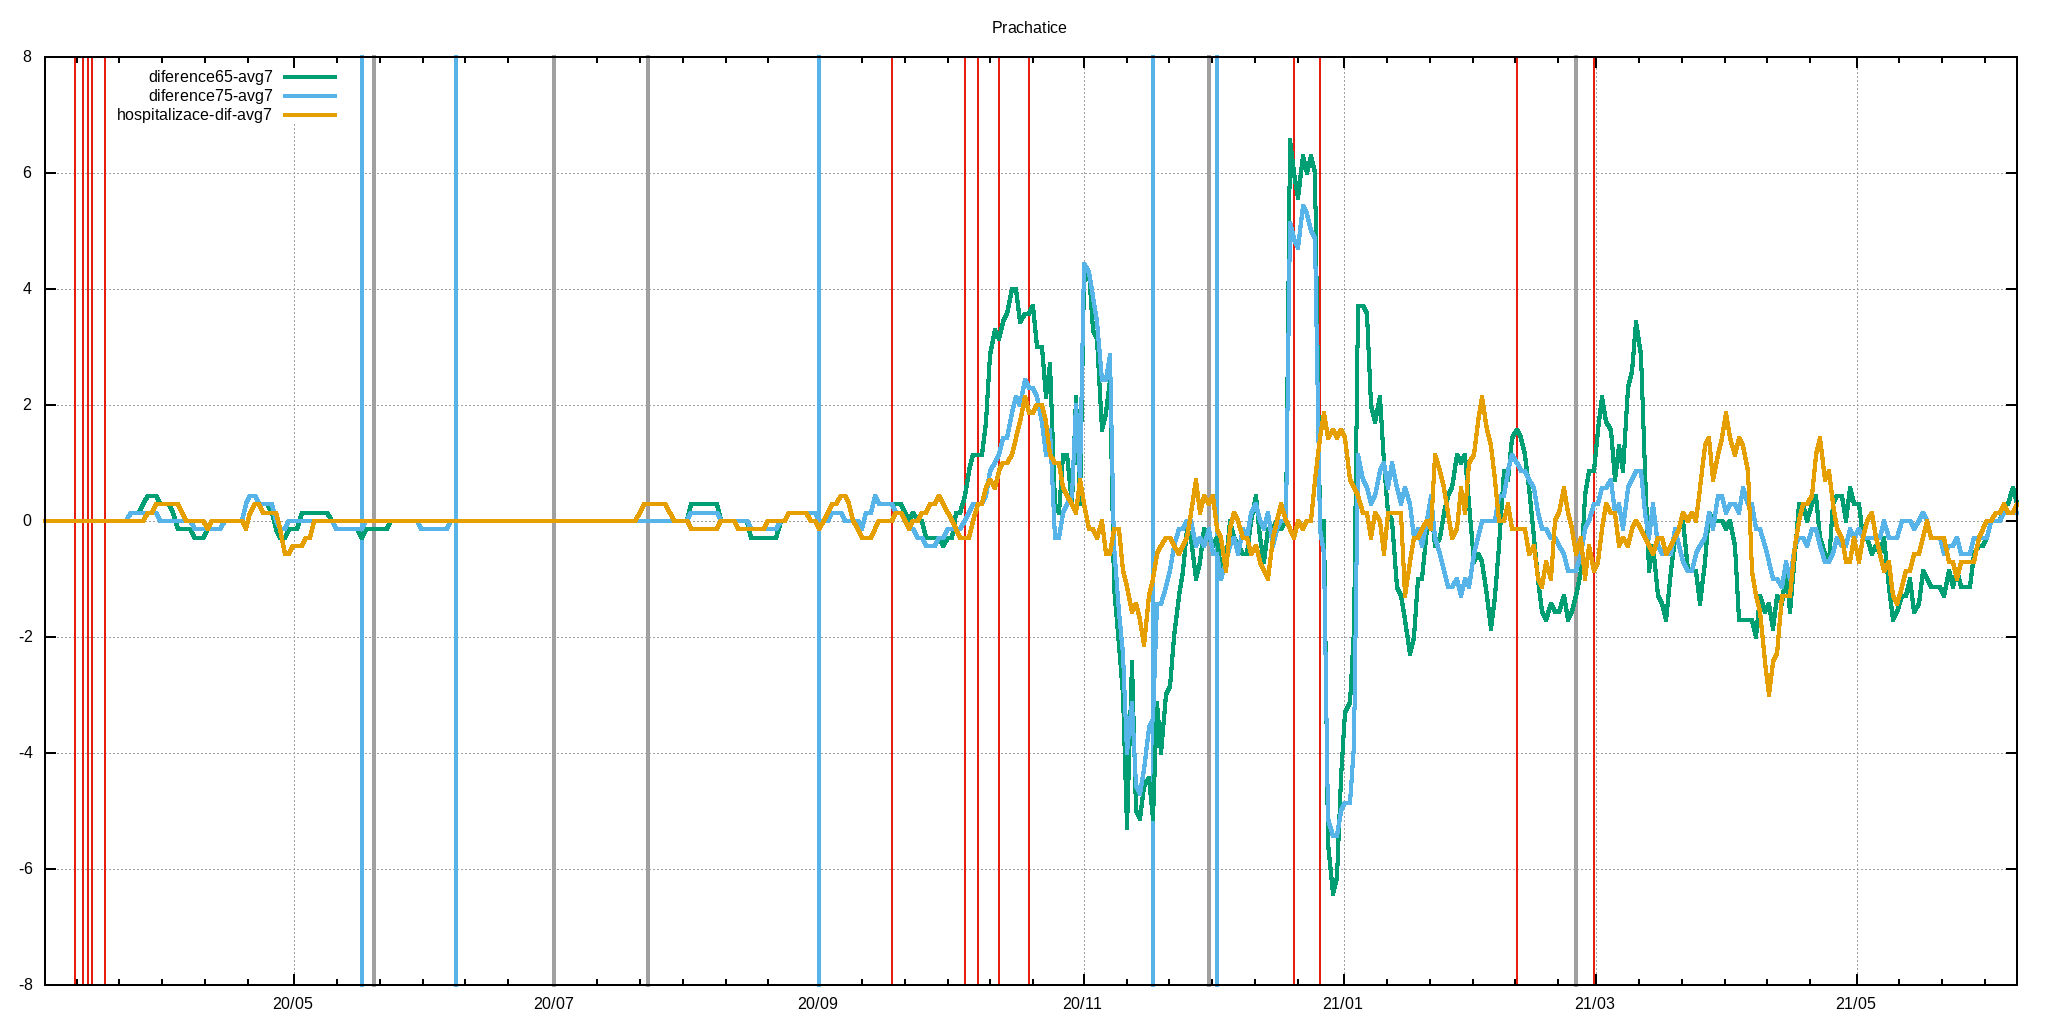 Prachatice
diference65-avg7
diference75-avg7
hospitalizace-dif-avg7
8
6
4
2
0
-2
-4
-6
-8
20/05 20/07 20/09 20/11 21/01 21/03 21/05